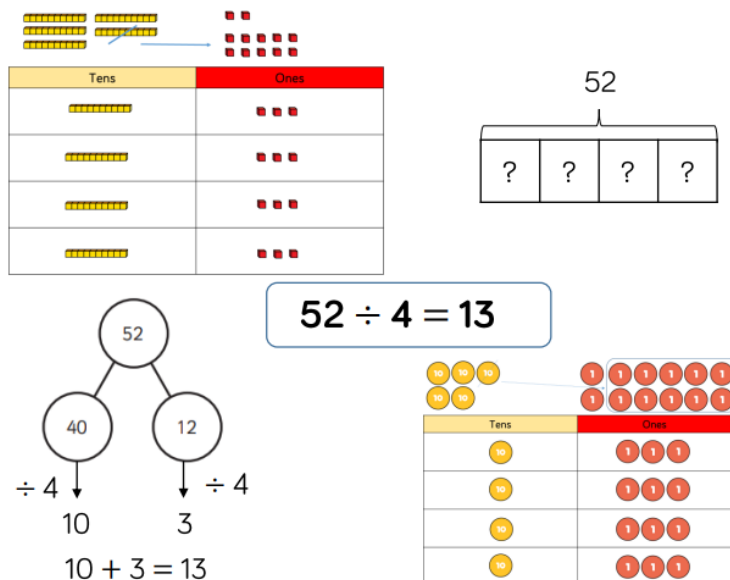 Tens Ones
52
? ? ? ?
52 ÷ 4 = 13
52
40 12
÷ 4 ÷ 4
10 3
10 + 3 = 13
10 10 10 1 1 1 1 1 1
10 10 1 1 1 1 1 1
Tens Ones
10 1 1 1
10 1 1 1
10 1 1 1
10 1 1 1